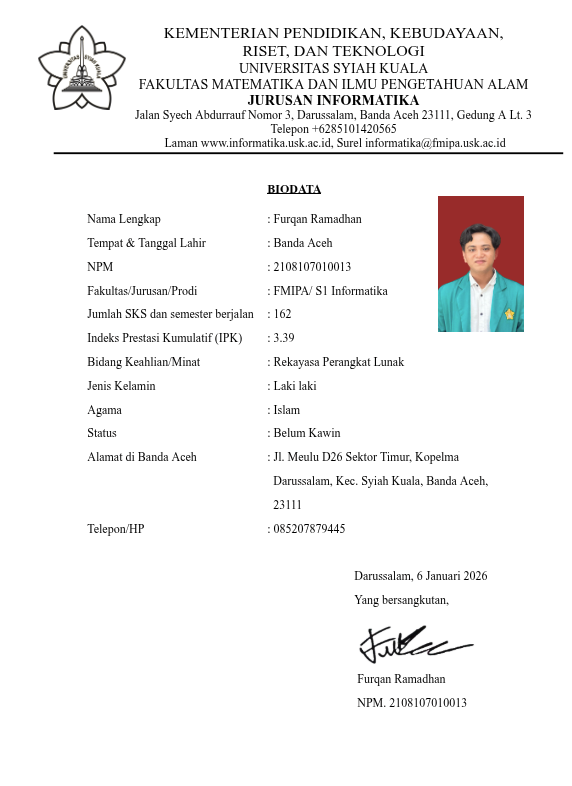 KEMENTERIAN PENDIDIKAN, KEBUDAYAAN,
RISET, DAN TEKNOLOGI
UNIVERSITAS SYIAH KUALA
FAKULTAS MATEMATIKA DAN ILMU PENGETAHUAN ALAM
JURUSAN INFORMATIKA
Jalan Syech Abdurrauf Nomor 3, Darussalam, Banda Aceh 23111, Gedung A Lt. 3
Telepon +6285101420565
Laman www.informatika.usk.ac.id, Surel informatika@fmipa.usk.ac.id
UNIVERSITAS SYIAH KUALA
BIODATA
Nama Lengkap : Furqan Ramadhan
Tempat & Tanggal Lahir : Banda Aceh
NPM : 2108107010013
Fakultas/Jurusan/Prodi : FMIPA/ S1 Informatika
Jumlah SKS dan semester berjalan : 162
Indeks Prestasi Kumulatif (IPK) : 3.39
Bidang Keahlian/Minat : Rekayasa Perangkat Lunak
Jenis Kelamin : Laki laki
Agama : Islam
Status : Belum Kawin
Alamat di Banda Aceh : Jl. Meulu D26 Sektor Timur, Kopelma
Darussalam, Kec. Syiah Kuala, Banda Aceh,
23111
Telepon/HP : 085207879445
Darussalam, 6 Januari 2026
Yang bersangkutan,
Furqan Ramadhan
NPM. 2108107010013